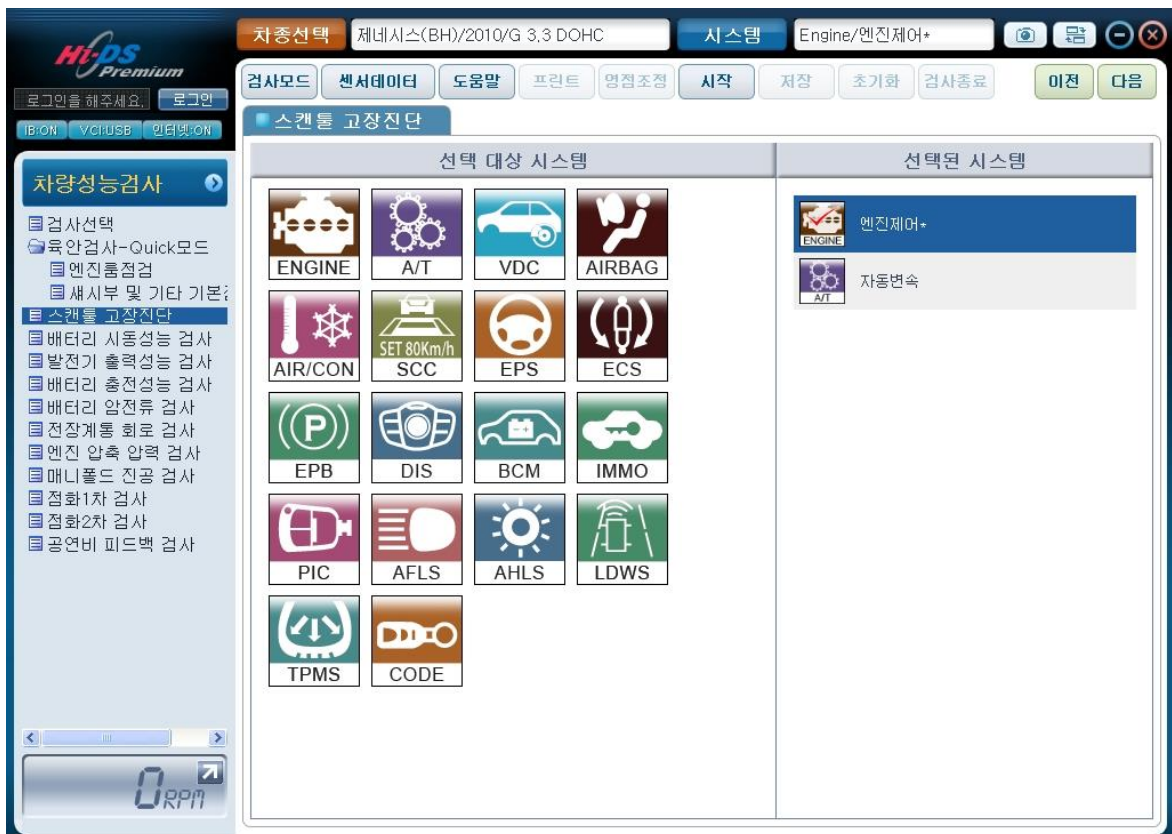 Hi-DS
Premium
차종선택 제네시스(BH)/2010/G 3,3 DOHC 시스템 Engine/엔진제어*
로그인을 해주세요. 로그인
검사모드 센서데이터 도움말 프린트 영점조정 시작 저장 초기화 검사종료 이전 다음
IB:ON VCI:USB 인터넷:ON
스캔툴 고장진단
차량성능검사
검사선택
육안검사-Quick모드
엔진룸점검
섀시부 및 기타 기본
스캔툴 고장진단
배터리 시동성능 검사
발전기 출력성능 검사
배터리 충전성능 검사
배터리 암전류 검사
전장계통 회로 검사
엔진 압축 압력 검사
매니폴드 진공 검사
점화1차 검사
점화2차 검사
공연비 피드백 검사
0 RPM
선택 대상 시스템
ENGINE A/T VDC AIRBAG
SET 80Km/h
AIR/CON SCC EPS ECS
(P)
EPB DIS BCM IMMO
PIC AFLS AHLS LDWS
TPMS CODE
선택된 시스템
ENGINE 엔진제어*
A/T 자동변속